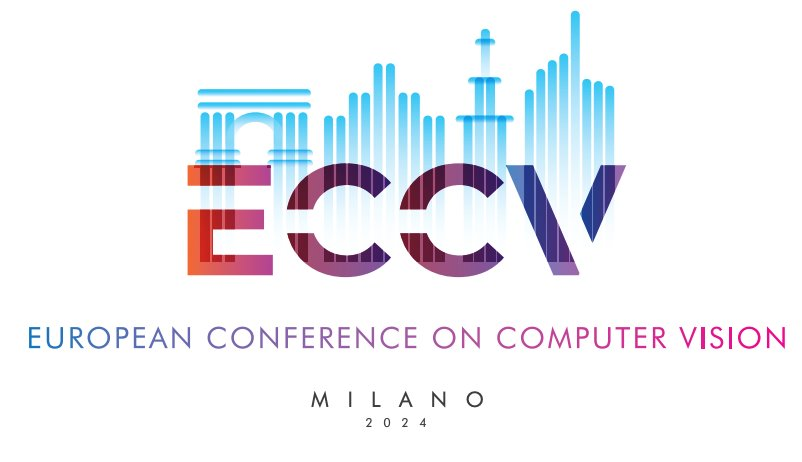 ECCV
EUROPEAN CONFERENCE ON COMPUTER VISION
MILANO
2024